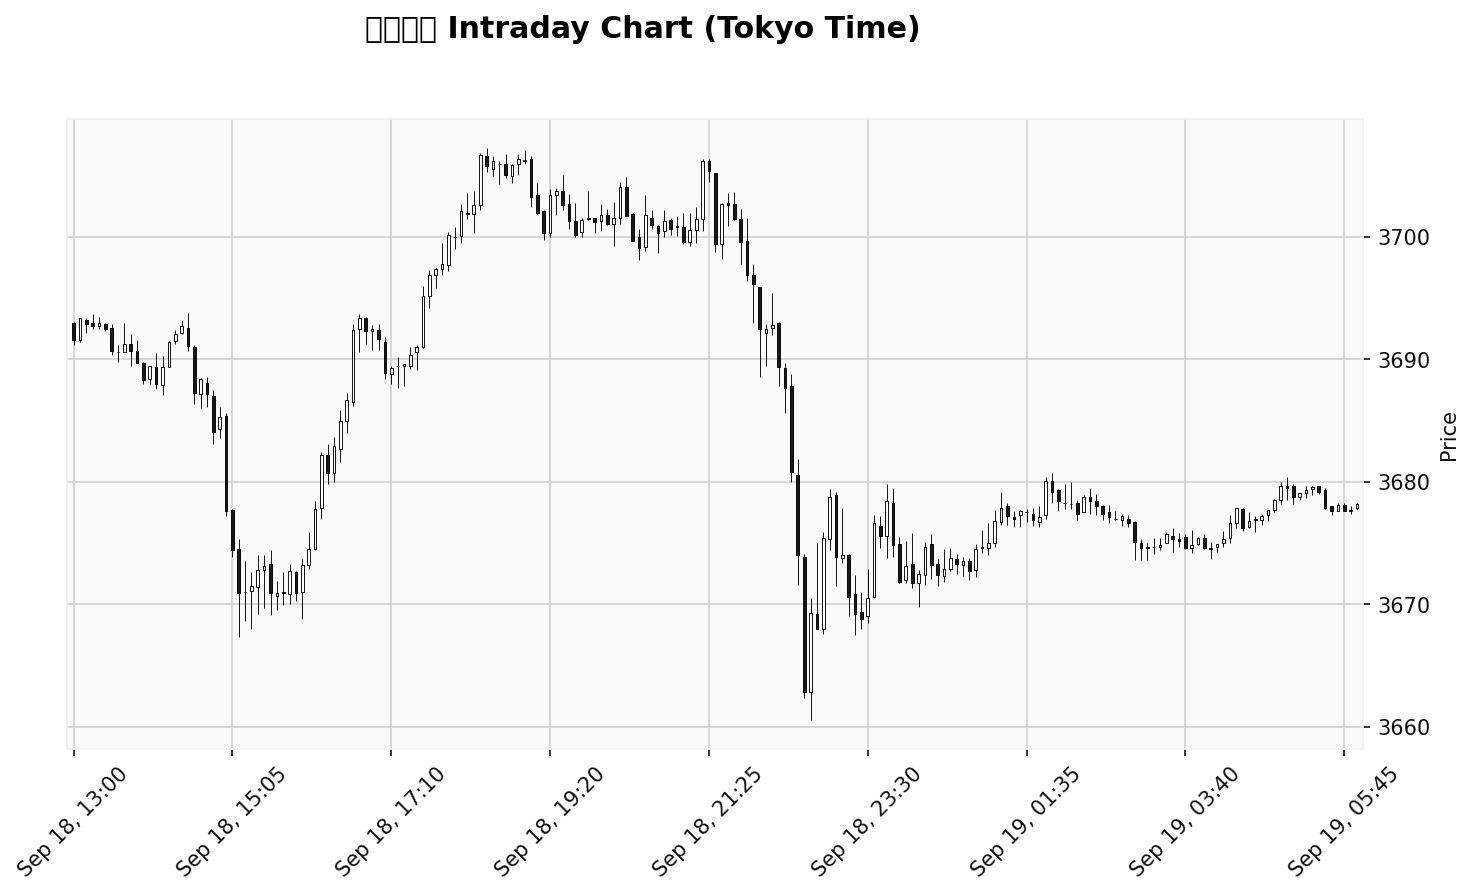 Intraday Chart (Tokyo Time)
3700
3690
3680
3670
3660
Price
Sep 18, 13:00
Sep 18, 15:05
Sep 18, 17:10
Sep 18, 19:20
Sep 18, 21:25
Sep 18, 23:30
Sep 19, 01:35
Sep 19, 03:40
Sep 19, 05:45